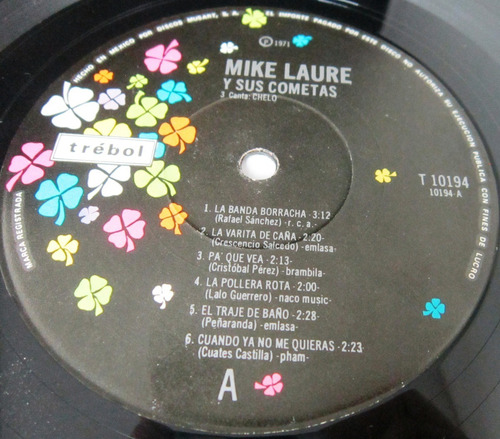 HECHO EN MEXICO POR DISCOS MUSART, S. A. EL IMPORTE PAGADO POR ESTE DISCO NO AUTORIZA SU EJECUCION PUBLICA CON FINES DE LUCRO
MARCA REGISTRADA
trébol
Ⓟ 1971
MIKE LAURE
Y SUS COMETAS
3 Canta: CHELO
T 10194
10194-A
1. LA BANDA BORRACHA - 3:12
(Rafael Sánchez) -r.c.a.-
2. LA VARITA DE CAÑA -2:20-
(Crescencio Salcedo) -emlasa-
3. PA' QUE VEA -2:13-
(Cristóbal Pérez) -brambila-
4. LA POLLERA ROTA -2:00-
(Lalo Guerrero) -naco music-
5. EL TRAJE DE BAÑO -2:28-
(Peñaranda) -emlasa-
6. CUANDO YA NO ME QUIERAS -2:23
(Cuates Castilla) -pham-
A